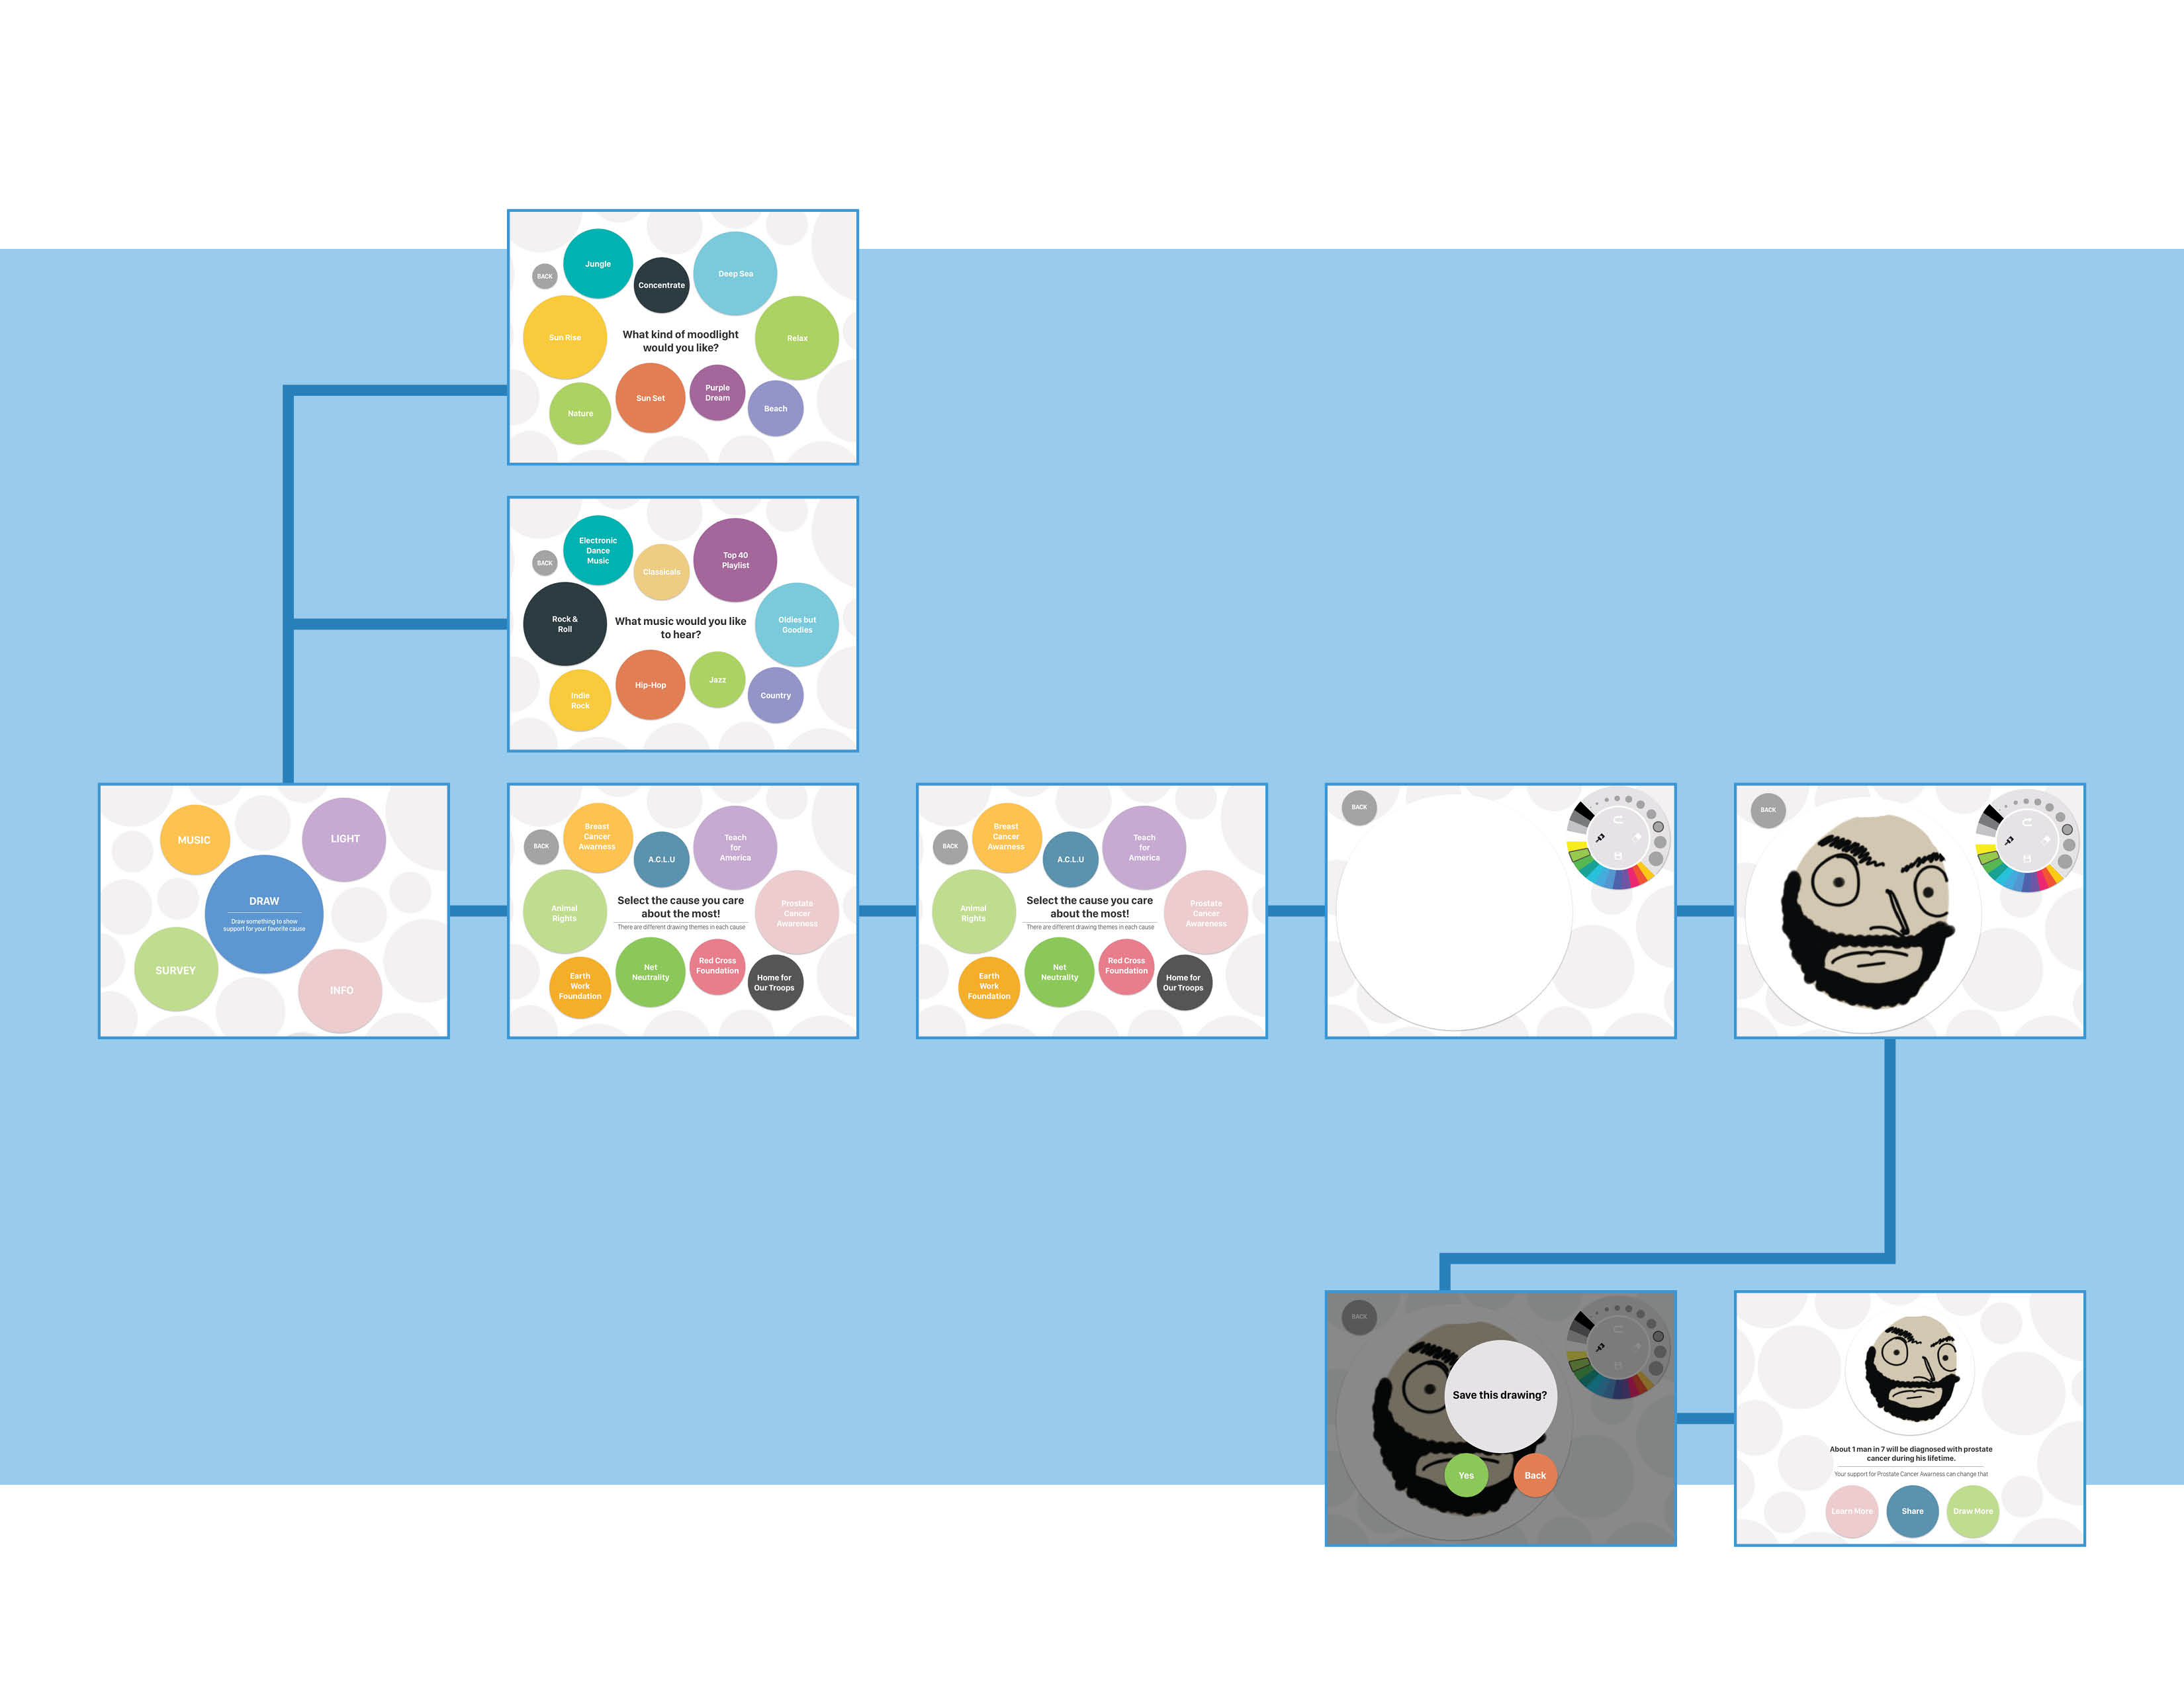 BACK
Jungle
Concentrate
Deep Sea
Sun Rise
What kind of moodlight
would you like?
Relax
Nature
Sun Set
Purple
Dream
Beach
BACK
Electronic
Dance
Music
Classicals
Top 40
Playlist
Rock &
Roll
What music would you like
to hear?
Oldies but
Goodies
Indie
Rock
Hip-Hop
Jazz
Country
MUSIC
LIGHT
DRAW
Draw something to show
support for your favorite cause
SURVEY
INFO
BACK
Breast
Cancer
Awarness
A.C.L.U
Teach
for
America
Animal
Rights
Select the cause you care
about the most!
There are different drawing themes in each cause
Prostate
Cancer
Awareness
Earth
Work
Foundation
Net
Neutrality
Red Cross
Foundation
Home for
Our Troops
BACK
Breast
Cancer
Awarness
A.C.L.U
Teach
for
America
Animal
Rights
Select the cause you care
about the most!
There are different drawing themes in each cause
Prostate
Cancer
Awareness
Earth
Work
Foundation
Net
Neutrality
Red Cross
Foundation
Home for
Our Troops
BACK
BACK
BACK
Save this drawing?
Yes
Back
About 1 man in 7 will be diagnosed with prostate
cancer during his lifetime.
Your support for Prostate Cancer Awarness can change that
Learn More
Share
Draw More